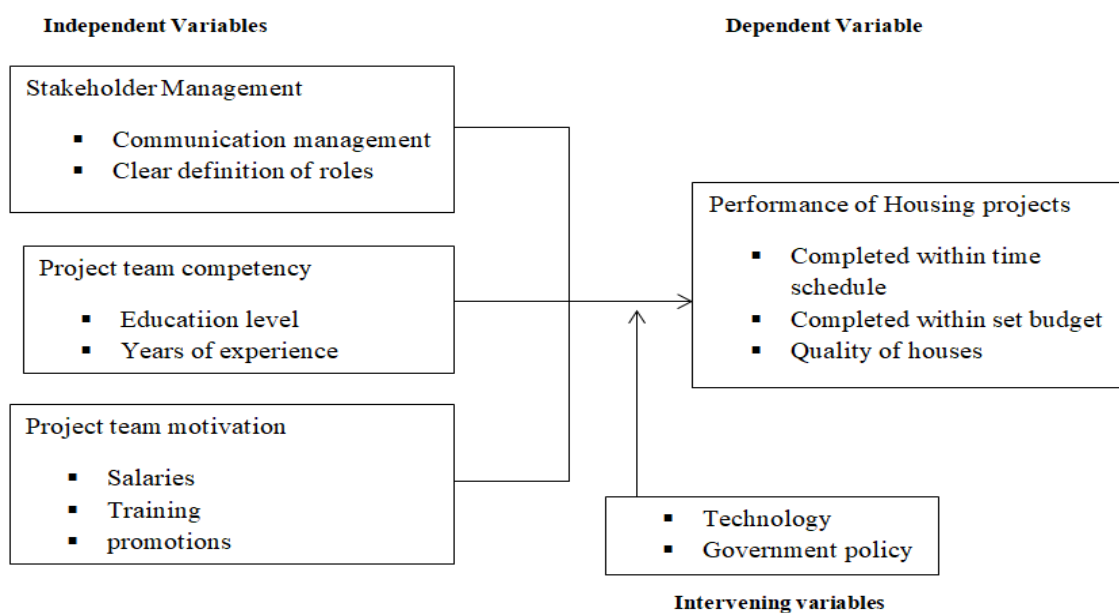 Independent Variables
Dependent Variable
Stakeholder Management
▪ Communication management
▪ Clear definition of roles
Project team competency
▪ Educatiion level
▪ Years of experience
Project team motivation
▪ Salaries
▪ Training
▪ promotions
Performance of Housing projects
▪ Completed within time
schedule
▪ Completed within set budget
▪ Quality of houses
▪ Technology
▪ Government policy
Intervening variables